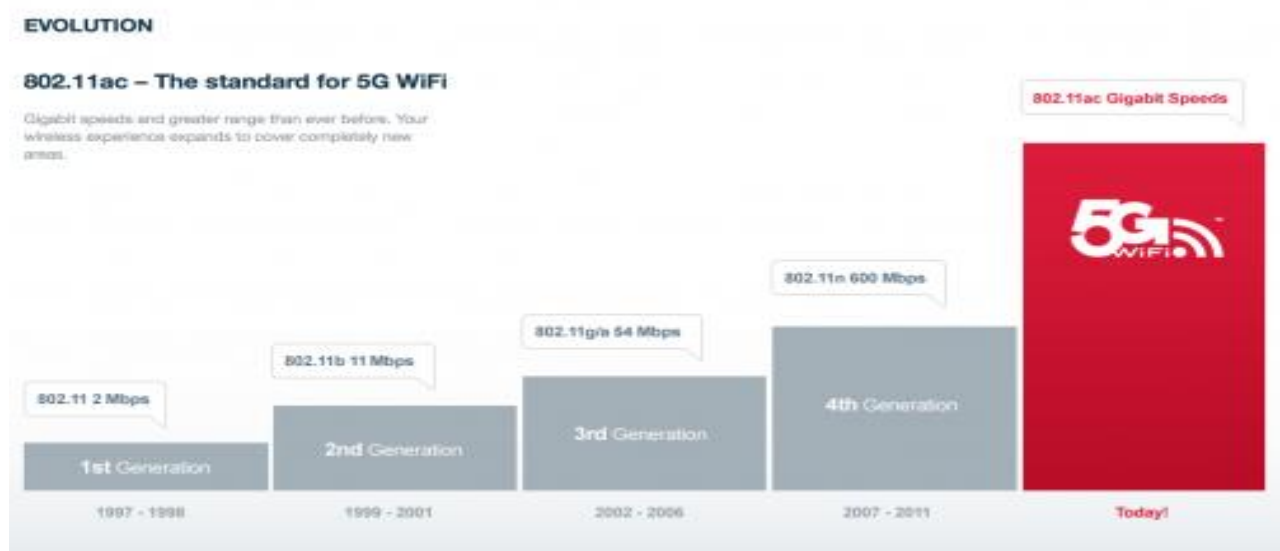 EVOLUTION
802.11ac – The standard for 5G WiFi
Gigabit speeds and greater range than ever before. Your
wireless experience expands to cover completely new
areas.
802.11ac Gigabit Speeds
5G
WiFi
™
802.11n 600 Mbps
802.11g/a 54 Mbps
802.11b 11 Mbps
802.11 2 Mbps
1st Generation
2nd Generation
3rd Generation
4th Generation
1997 - 1998
1999 - 2001
2002 - 2006
2007 - 2011
Today!